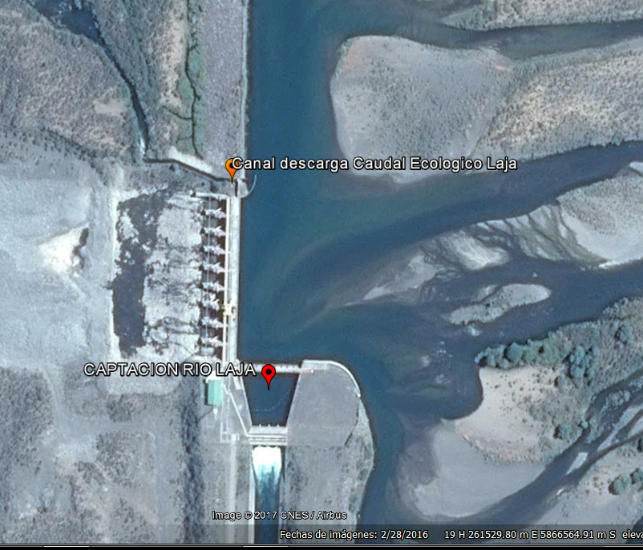 Canal descarga Caudal Ecologico Laja
CAPTACION RIO LAJA
Image © 2017 CNES / Airbus
Fechas de imágenes: 2/28/2016 19 H 261529.80 m E 5866564.91 m S elev